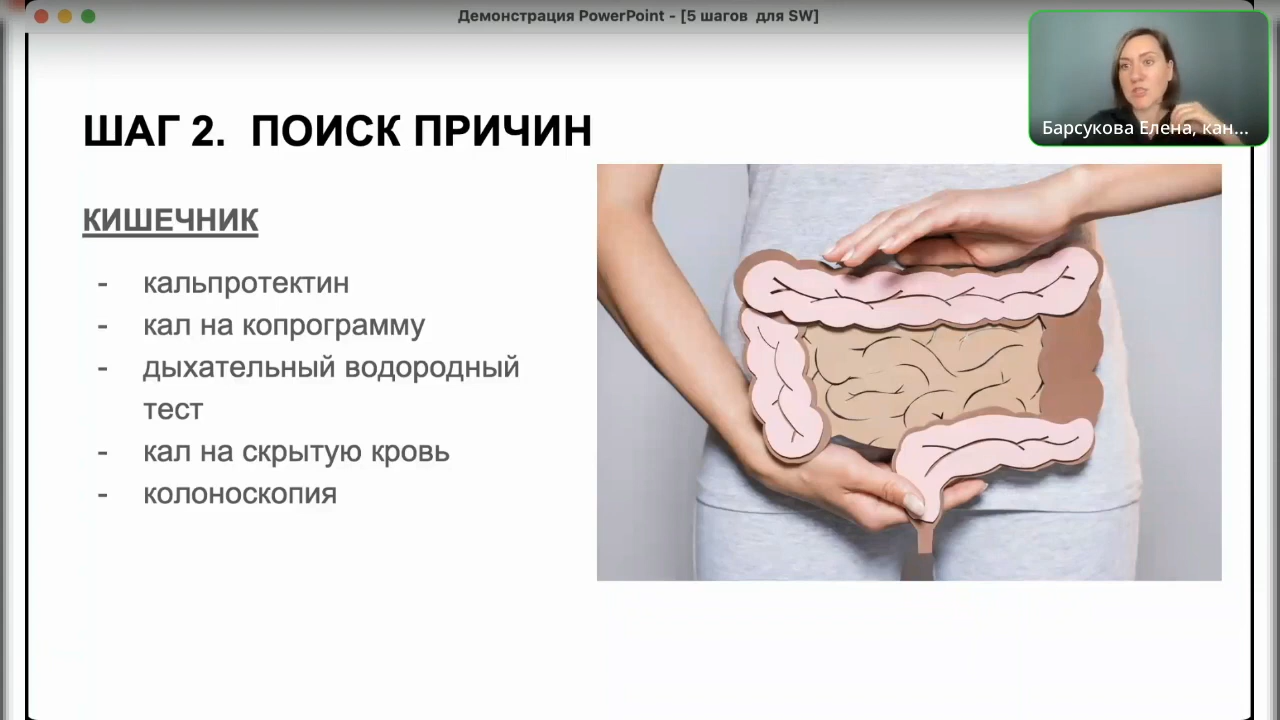 Демонстрация PowerPoint - [5 шагов для SW]
Барсукова Елена, кан...
ШАГ 2. ПОИСК ПРИЧИН
КИШЕЧНИК
- кальпротектин
- кал на копрограмму
- дыхательный водородный
тест
- кал на скрытую кровь
- колоноскопия